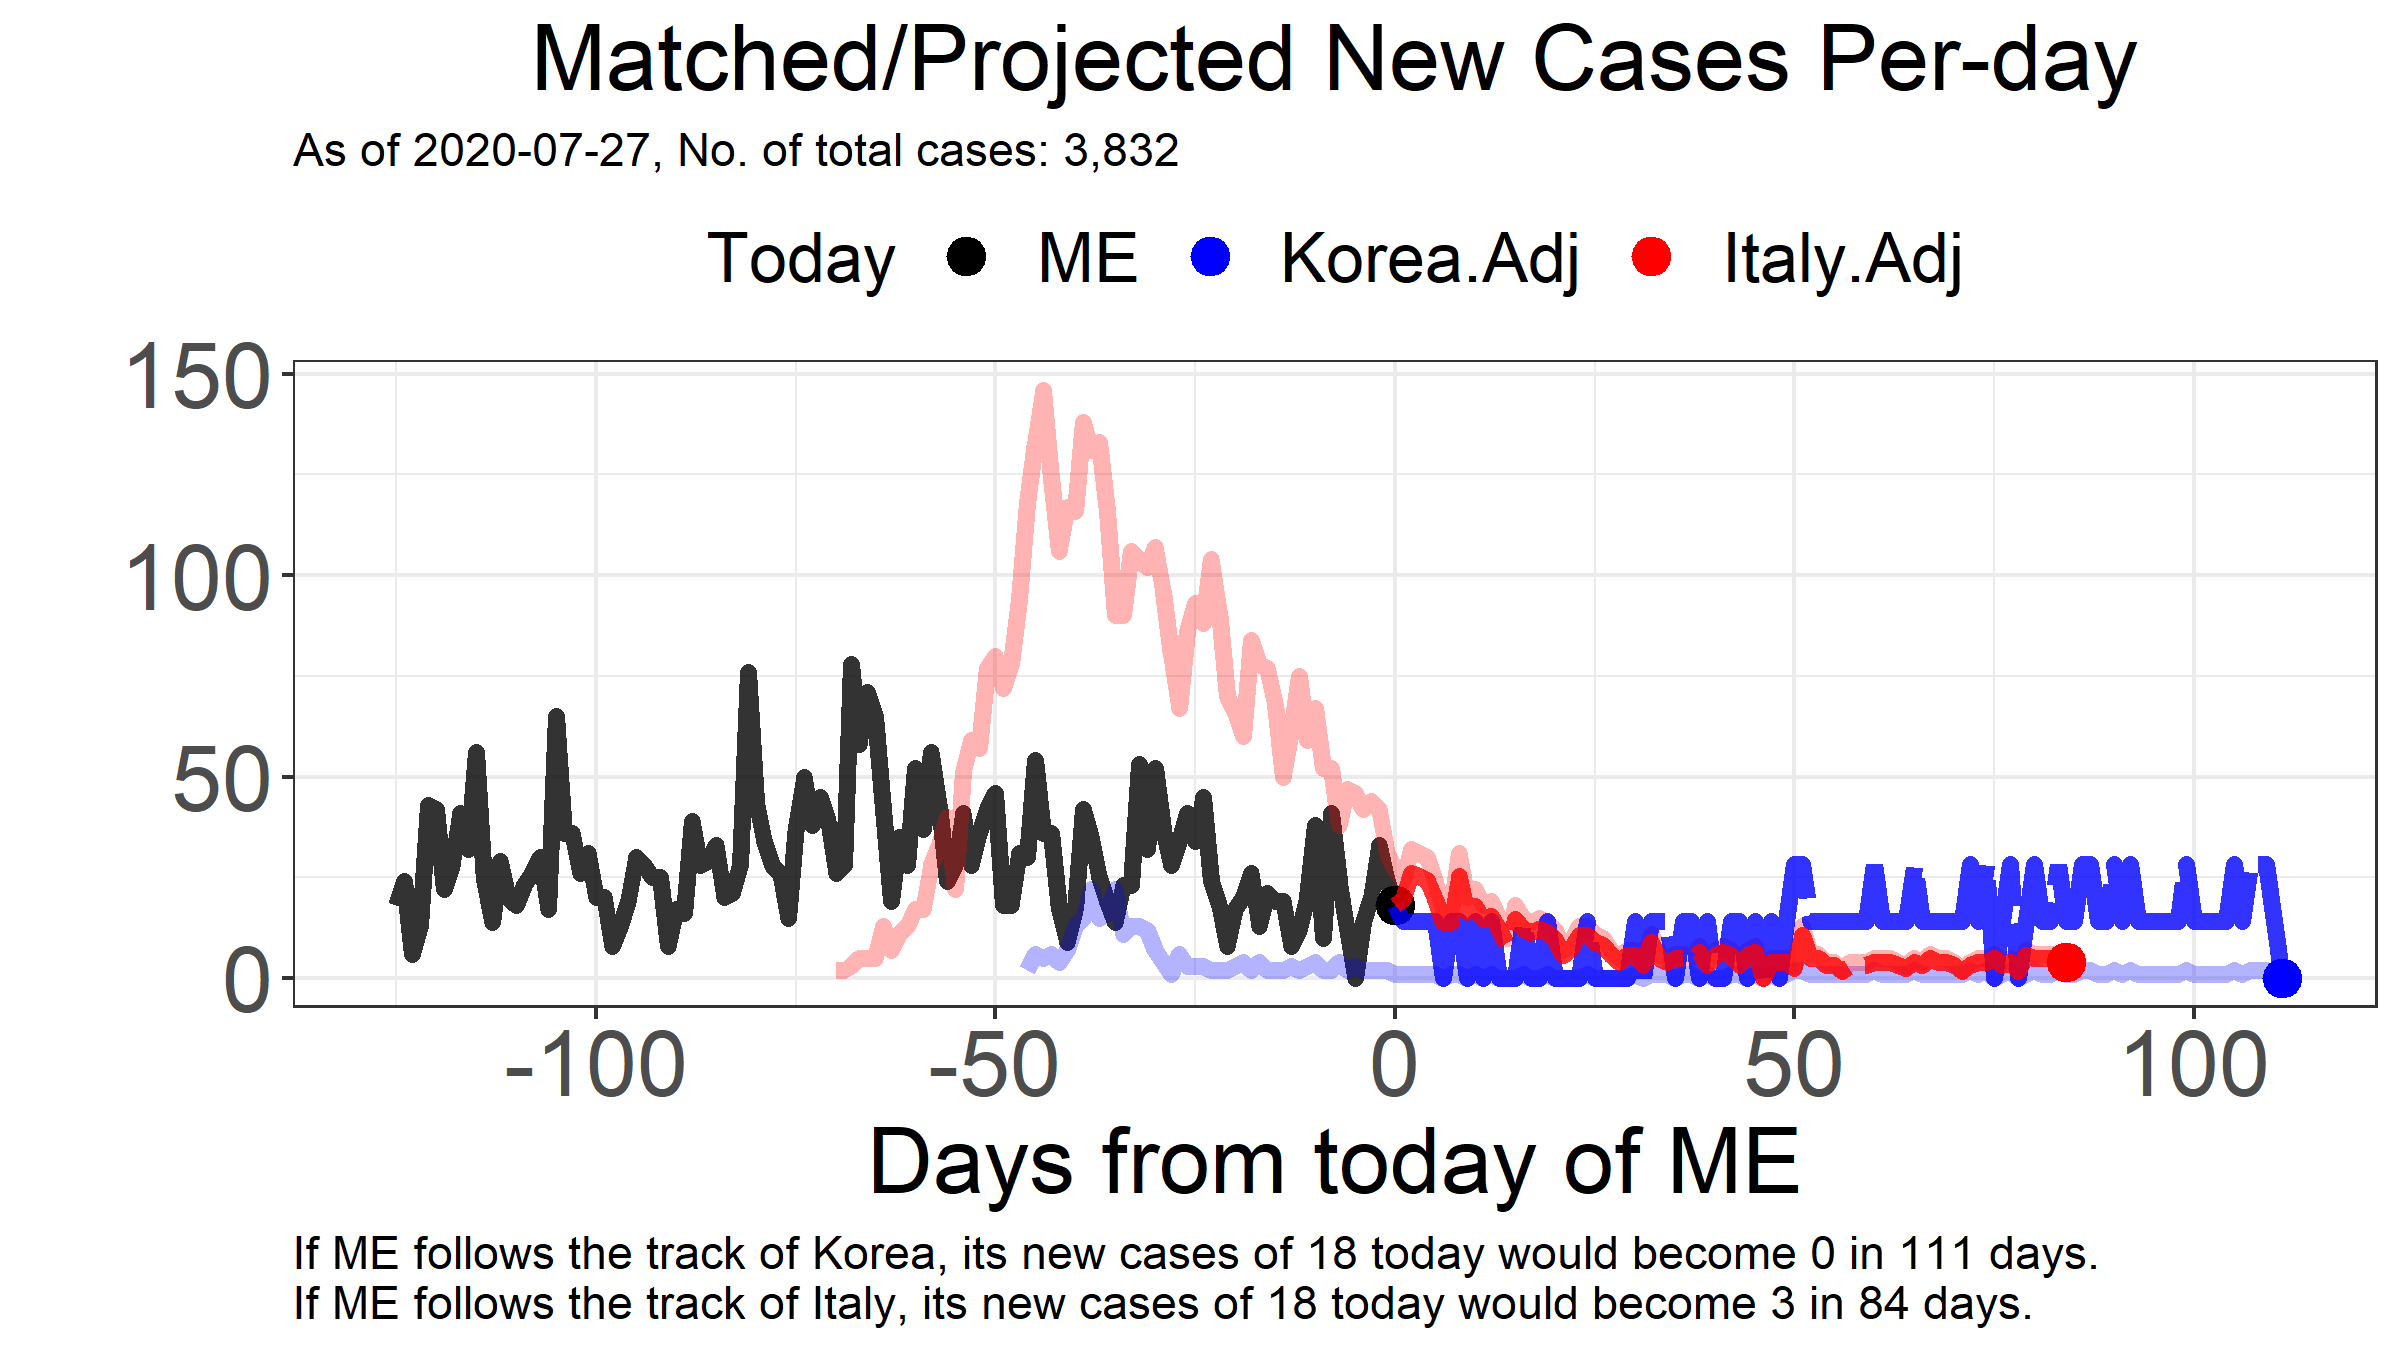 Matched/Projected New Cases Per-day
As of 2020-07-27, No. of total cases: 3,832
Today ME Korea.Adj Italy.Adj
150
100
50
0
-100 -50 0 50 100
Days from today of ME
If ME follows the track of Korea, its new cases of 18 today would become 0 in 111 days.
If ME follows the track of Italy, its new cases of 18 today would become 3 in 84 days.